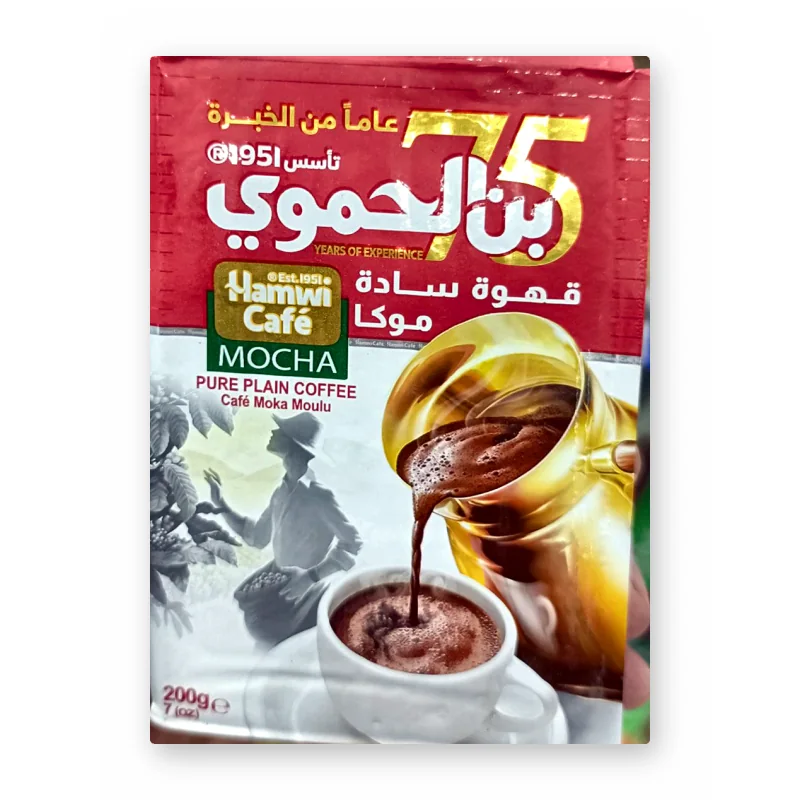 75 عاماً من الخبرة
تأسس 1951®
بن الحموي
YEARS OF EXPERIENCE
قهوة سادة
موكا
®Est.1951
Hamwi
Café
MOCHA
PURE PLAIN COFFEE
Café Moka Moulu
200g ℮
7 (oz)